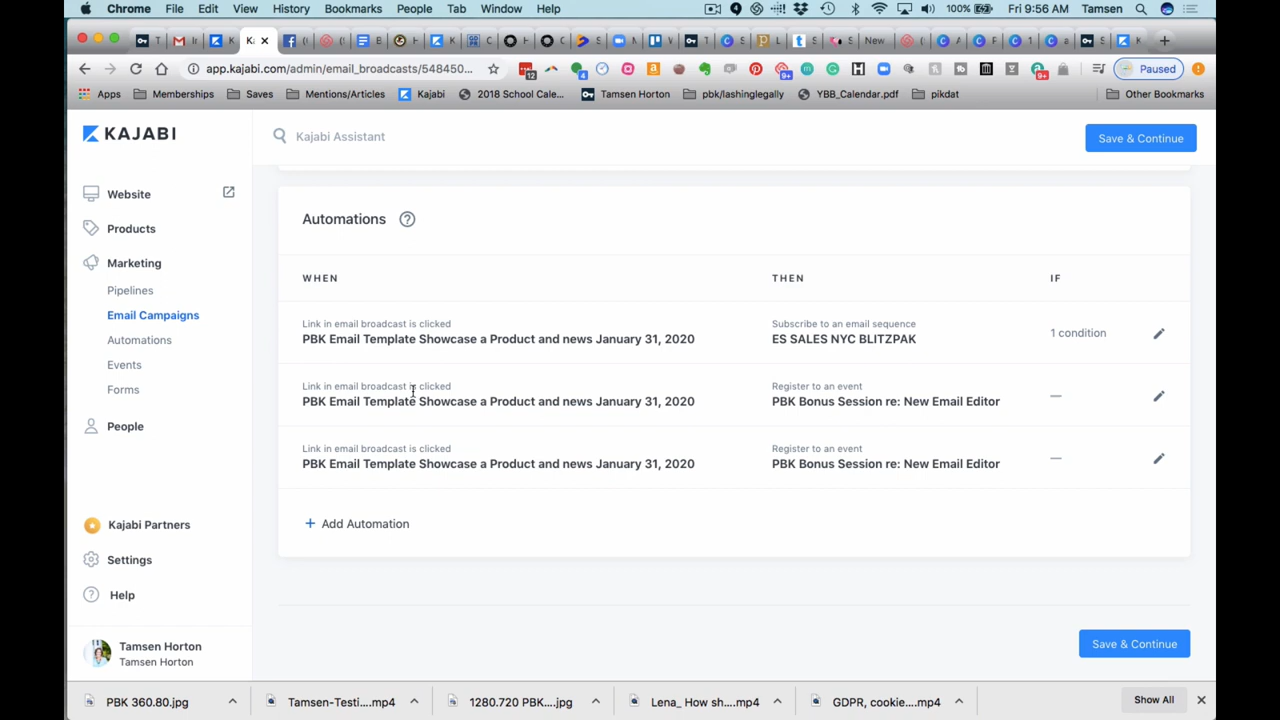 Chrome File Edit View History Bookmarks People Tab Window Help 100% Fri 9:56 AM Tamsen
app.kajabi.com/admin/email_broadcasts/548450... Paused
Apps Memberships Saves Mentions/Articles Kajabi 2018 School Cale... Tamsen Horton pbk/lashinglegally YBB_Calendar.pdf pikdat Other Bookmarks
KAJABI
Kajabi Assistant
Save & Continue
Website
Products
Marketing
Pipelines
Email Campaigns
Automations
Events
Forms
People
Kajabi Partners
Settings
Help
Tamsen Horton
Tamsen Horton
Automations
WHEN THEN IF
Link in email broadcast is clicked Subscribe to an email sequence
PBK Email Template Showcase a Product and news January 31, 2020 ES SALES NYC BLITZPAK 1 condition
Link in email broadcast is clicked Register to an event
PBK Email Template Showcase a Product and news January 31, 2020 PBK Bonus Session re: New Email Editor —
Link in email broadcast is clicked Register to an event
PBK Email Template Showcase a Product and news January 31, 2020 PBK Bonus Session re: New Email Editor —
+ Add Automation
Save & Continue
PBK 360.80.jpg Tamsen-Testi....mp4 1280.720 PBK....jpg Lena_ How sh....mp4 GDPR, cookie....mp4 Show All